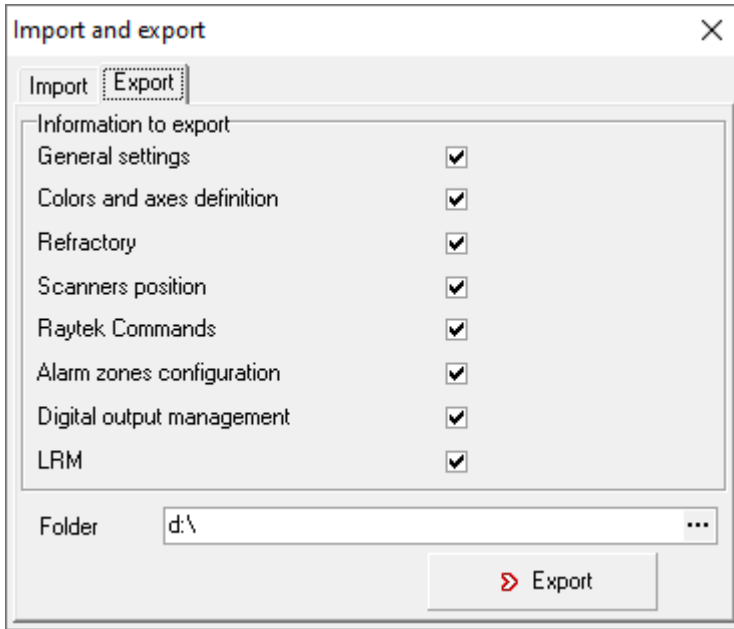 Import and export
Import Export
Information to export
General settings
Colors and axes definition
Refractory
Scanners position
Raytek Commands
Alarm zones configuration
Digital output management
LRM
Folder d:\ ...
Export